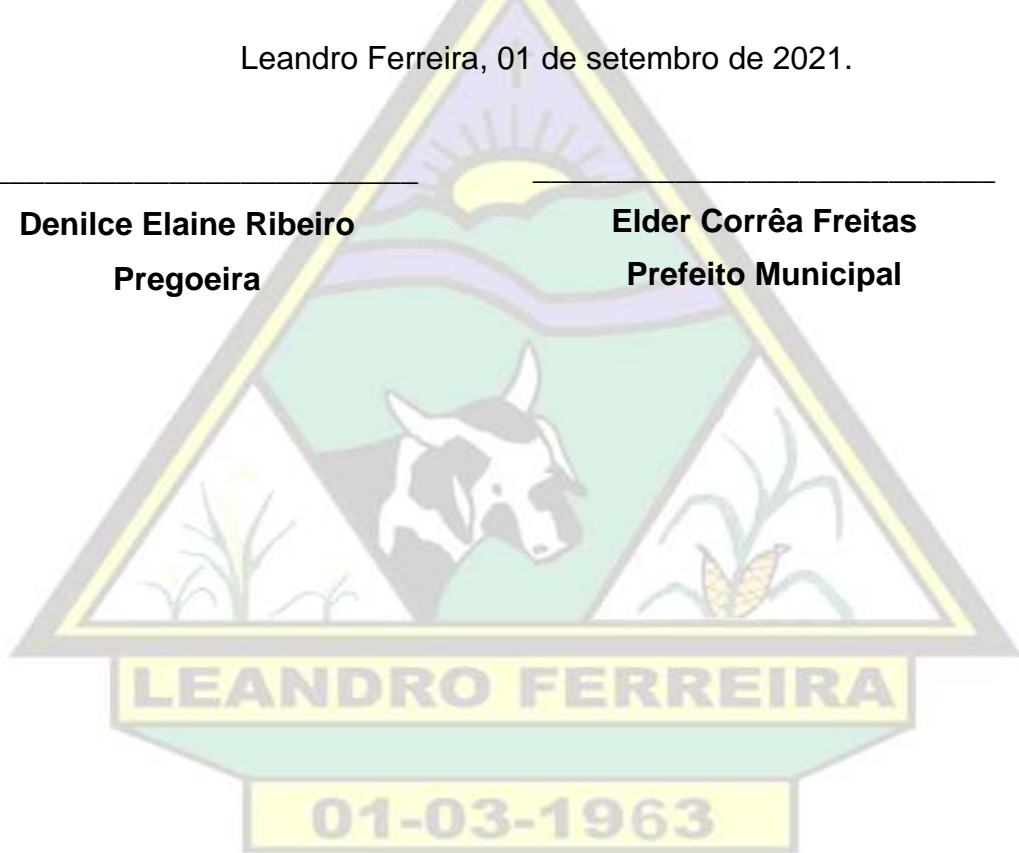 Leandro Ferreira, 01 de setembro de 2021.
Denilce Elaine Ribeiro
Pregoeira
Elder Corrêa Freitas
Prefeito Municipal
LEANDRO FERREIRA
01-03-1963